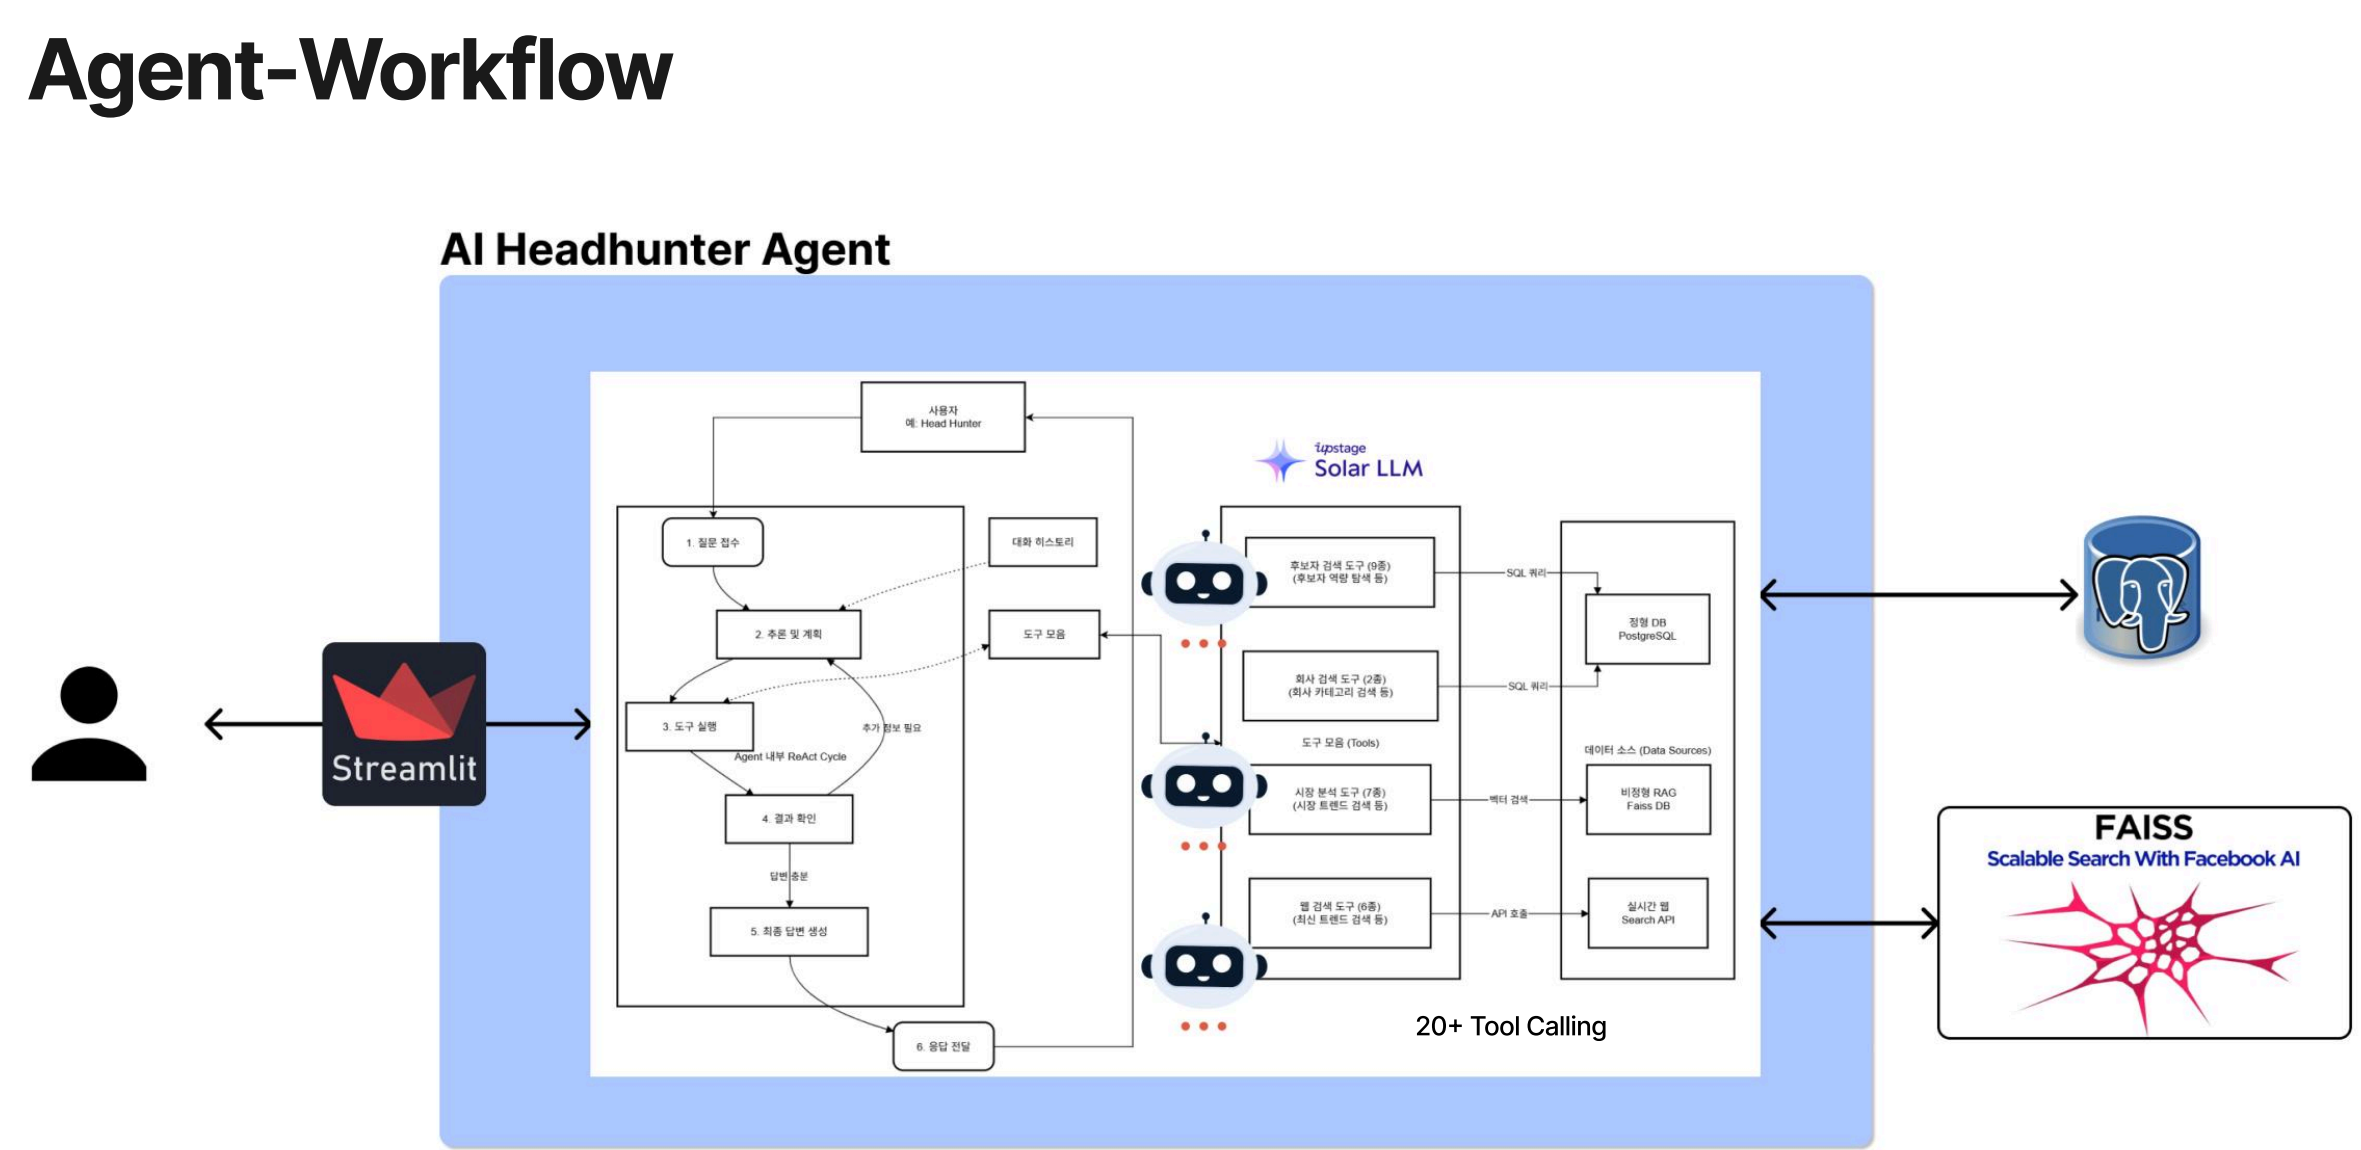 Agent-Workflow
AI Headhunter Agent
사용자
예: Head Hunter
upstage
Solar LLM
1. 질문 접수
대화 히스토리
후보자 검색 도구 (9종)
(후보자 역량 탐색 등)
SQL 쿼리
정형 DB
PostgreSQL
2. 추론 및 계획
도구 모음
회사 검색 도구 (2종)
(회사 카테고리 검색 등)
SQL 쿼리
3. 도구 실행
추가 정보 필요
Agent 내부 ReAct Cycle
도구 모음 (Tools)
데이터 소스 (Data Sources)
Streamlit
시장 분석 도구 (7종)
(시장 트렌드 검색 등)
벡터 검색
비정형 RAG
Faiss DB
4. 결과 확인
답변 충분
FAISS
Scalable Search With Facebook AI
웹 검색 도구 (6종)
(최신 트렌드 검색 등)
API 호출
실시간 웹
Search API
5. 최종 답변 생성
20+ Tool Calling
6. 응답 전달